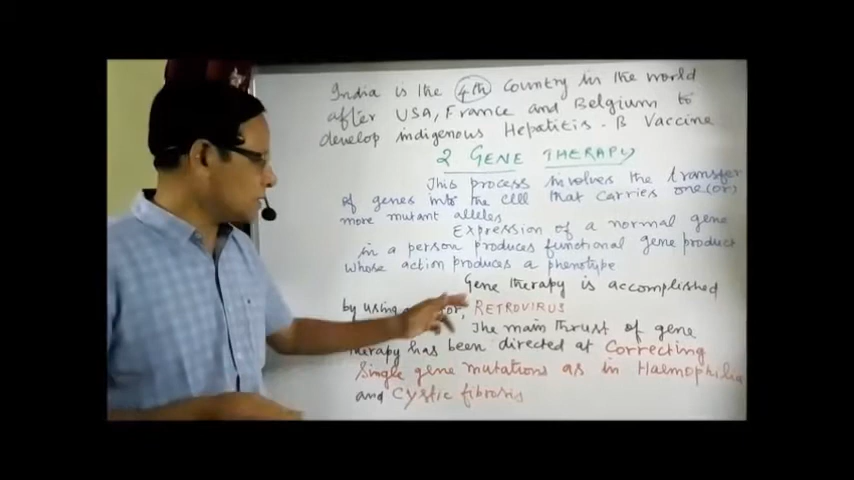 India is the 4th Country in the world
after USA, France and Belgium to
develop indigenous Hepatitis - B Vaccine
2 GENE THERAPY
This process involves the transfer
of genes into the cell that carries one (or)
more mutant alleles
Expression of a normal gene
in a person produces functional gene product
whose action produces a phenotype
Gene therapy is accomplished
by using RETROVIRUS
The main thrust of gene
therapy has been directed at Correcting
Single gene mutations as in Haemophilia
and Cystic fibrosis